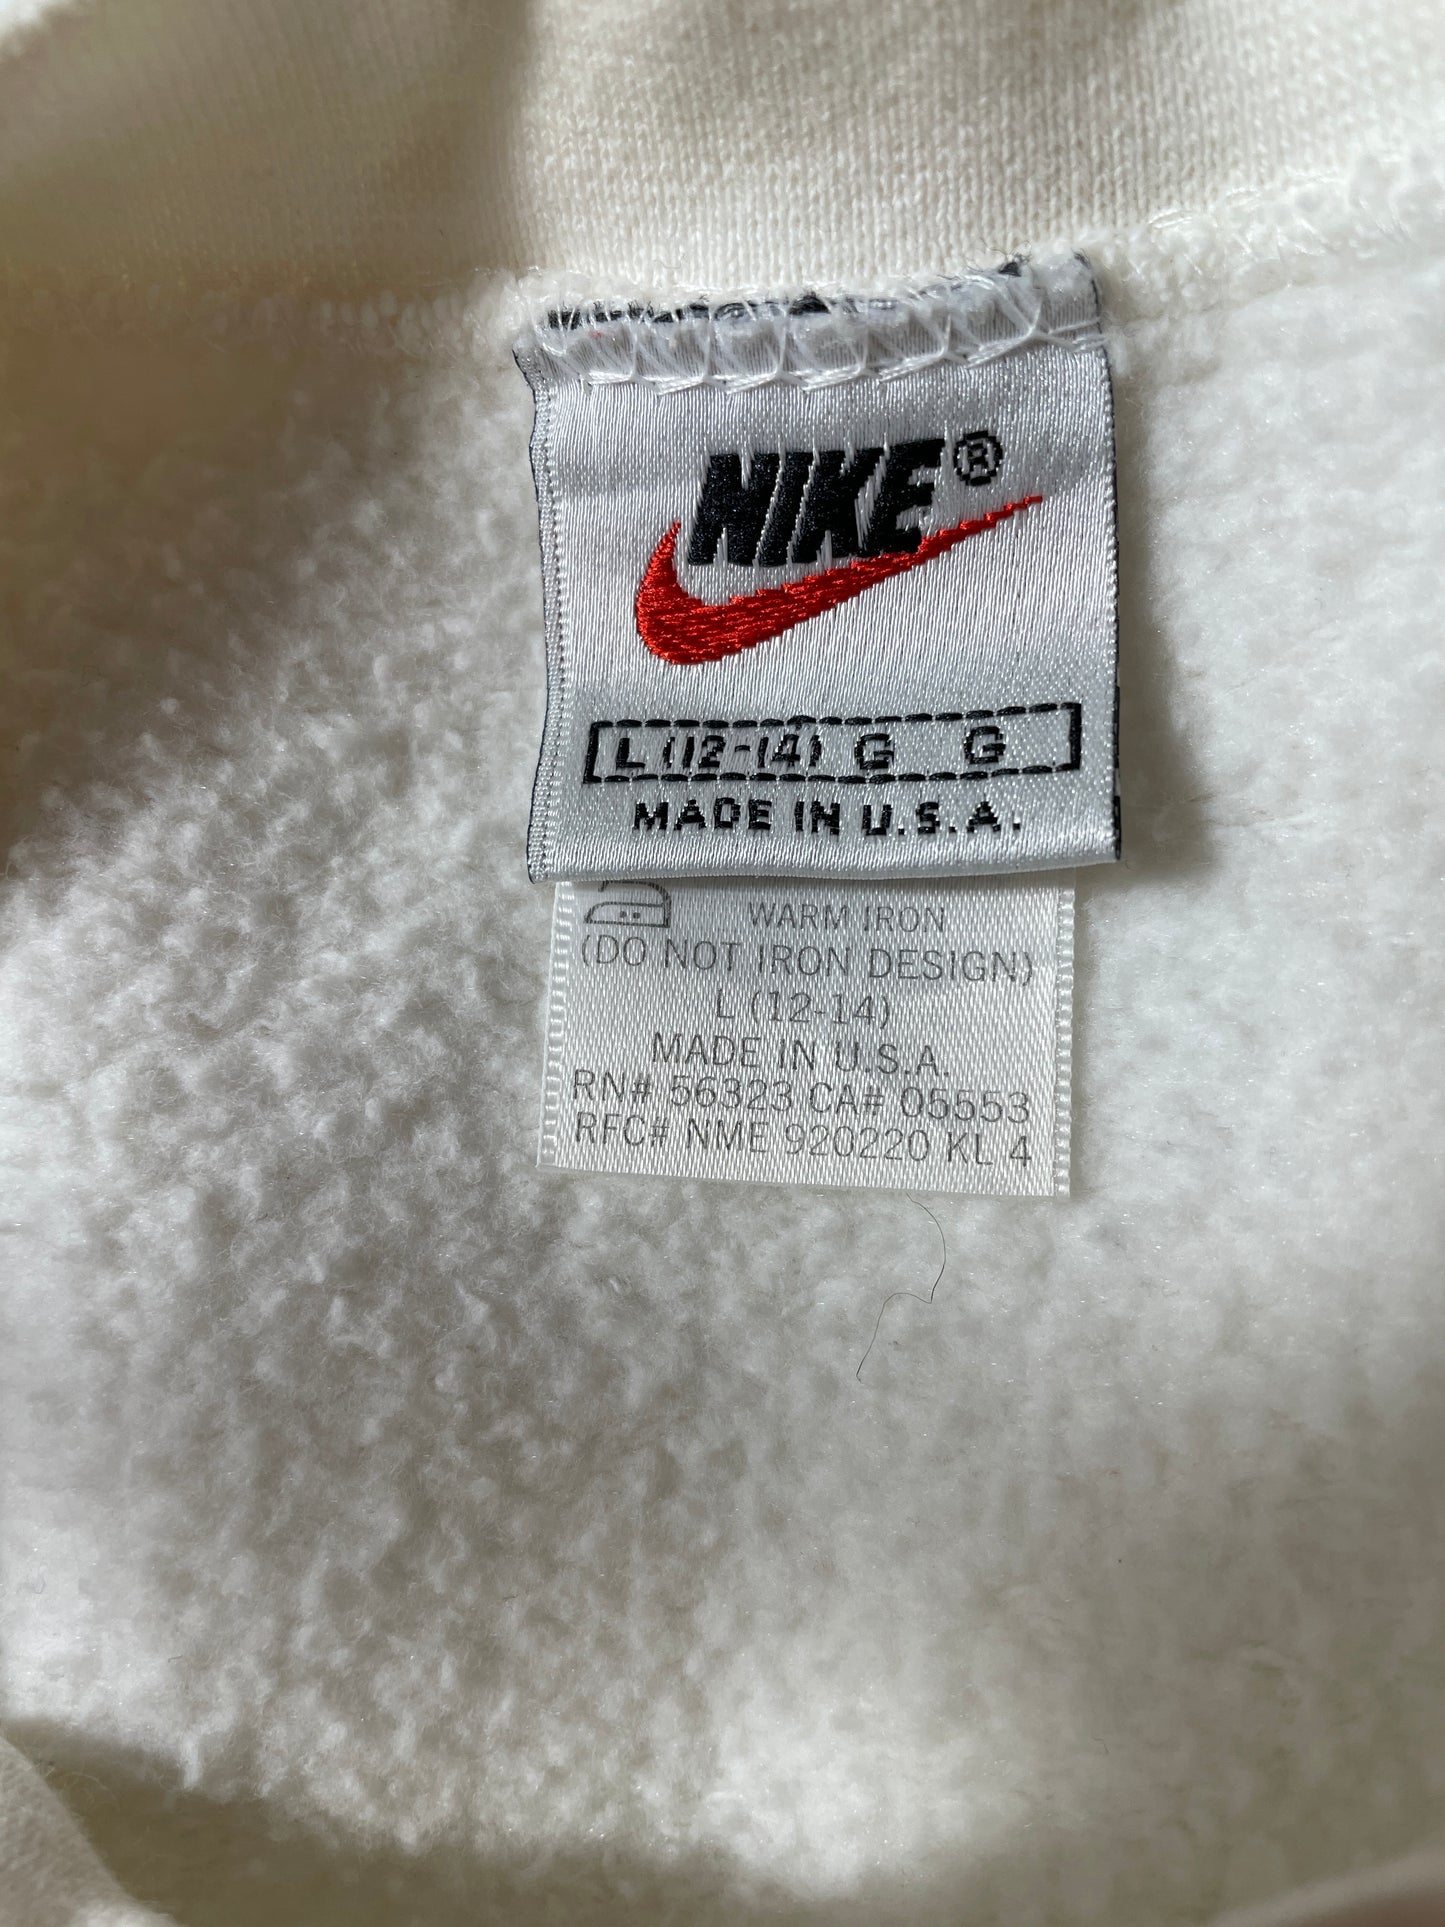 NIKE®
L (12-14) G G
MADE IN U.S.A.
WARM IRON
(DO NOT IRON DESIGN)
L (12-14)
MADE IN U.S.A.
RN# 56323 CA# 05553
RFC# NME 920220 KL 4